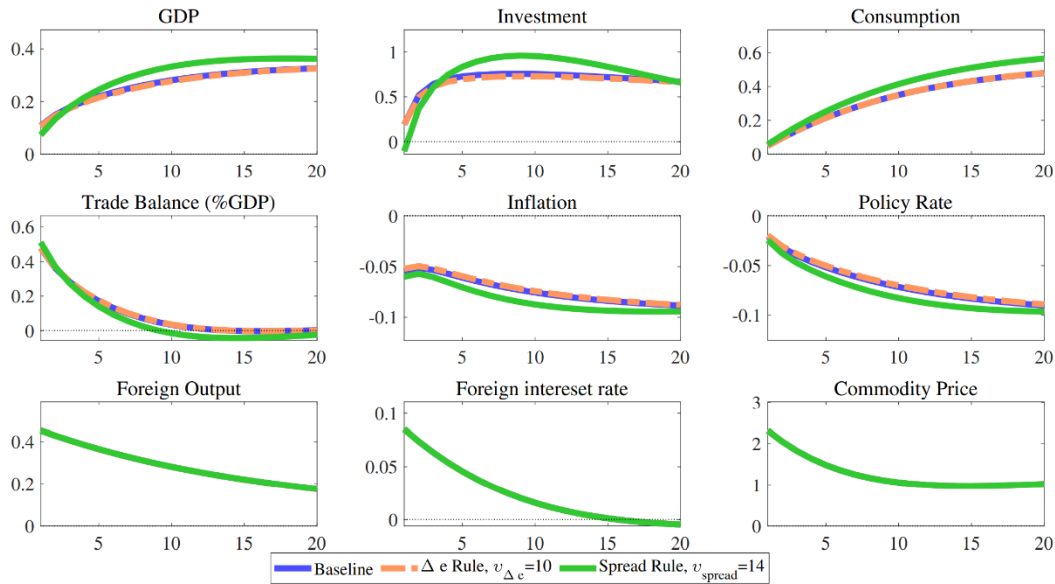 GDP
Investment
Consumption
0.4
0.2
0
5 10 15 20
1
0.5
0
5 10 15 20
0.6
0.4
0.2
0
5 10 15 20
Trade Balance (%GDP)
Inflation
Policy Rate
0.6
0.4
0.2
0
5 10 15 20
0
-0.05
-0.1
5 10 15 20
0
-0.05
-0.1
5 10 15 20
Foreign Output
Foreign intereset rate
Commodity Price
0.4
0.2
0
5 10 15 20
0.1
0.05
0
5 10 15 20
3
2
1
0
5 10 15 20
Baseline Δ e Rule, υ_{Δ e}=10 Spread Rule, υ_{spread}=14